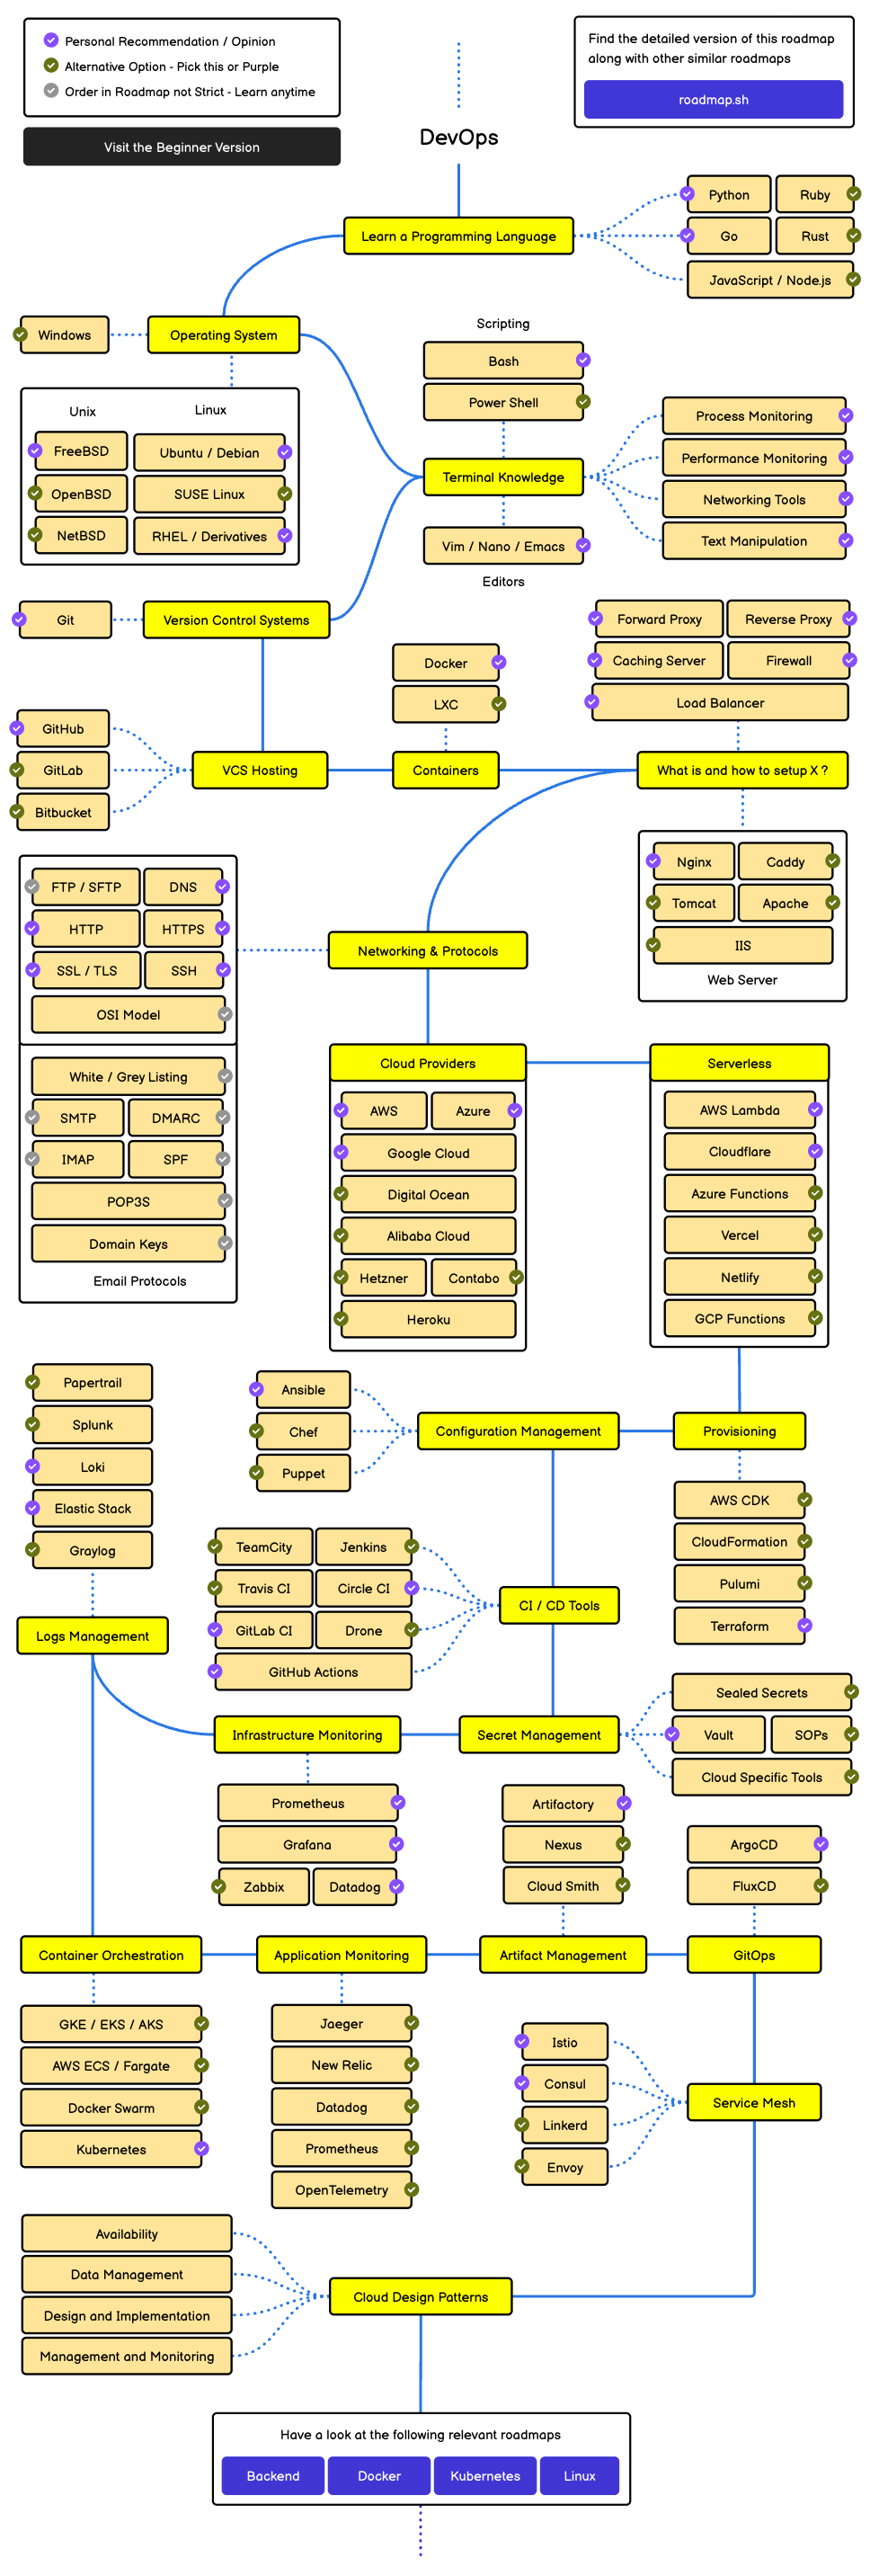 Personal Recommendation / Opinion
Alternative Option - Pick this or Purple
Order in Roadmap not Strict - Learn anytime
Visit the Beginner Version
Find the detailed version of this roadmap
along with other similar roadmaps
roadmap.sh
DevOps
Learn a Programming Language
Python
Ruby
Go
Rust
JavaScript / Node.js
Windows
Operating System
Unix
Linux
FreeBSD
Ubuntu / Debian
OpenBSD
SUSE Linux
NetBSD
RHEL / Derivatives
Scripting
Bash
Power Shell
Terminal Knowledge
Process Monitoring
Performance Monitoring
Networking Tools
Text Manipulation
Vim / Nano / Emacs
Editors
Git
Version Control Systems
Forward Proxy
Reverse Proxy
Caching Server
Firewall
Load Balancer
Docker
LXC
GitHub
GitLab
Bitbucket
VCS Hosting
Containers
What is and how to setup X ?
Nginx
Caddy
Tomcat
Apache
IIS
Web Server
FTP / SFTP
DNS
HTTP
HTTPS
SSL / TLS
SSH
OSI Model
White / Grey Listing
SMTP
DMARC
IMAP
SPF
POP3S
Domain Keys
Email Protocols
Networking & Protocols
Cloud Providers
AWS
Azure
Google Cloud
Digital Ocean
Alibaba Cloud
Hetzner
Contabo
Heroku
Serverless
AWS Lambda
Cloudflare
Azure Functions
Vercel
Netlify
GCP Functions
Papertrail
Splunk
Loki
Elastic Stack
Graylog
Logs Management
Ansible
Chef
Puppet
Configuration Management
Provisioning
AWS CDK
CloudFormation
Pulumi
Terraform
TeamCity
Jenkins
Travis CI
Circle CI
GitLab CI
Drone
GitHub Actions
CI / CD Tools
Infrastructure Monitoring
Secret Management
Sealed Secrets
Vault
SOPs
Cloud Specific Tools
Prometheus
Grafana
Zabbix
Datadog
Artifactory
Nexus
Cloud Smith
ArgoCD
FluxCD
Container Orchestration
Application Monitoring
Artifact Management
GitOps
GKE / EKS / AKS
AWS ECS / Fargate
Docker Swarm
Kubernetes
Jaeger
New Relic
Datadog
Prometheus
OpenTelemetry
Istio
Consul
Linkerd
Envoy
Service Mesh
Availability
Data Management
Design and Implementation
Management and Monitoring
Cloud Design Patterns
Have a look at the following relevant roadmaps
Backend
Docker
Kubernetes
Linux